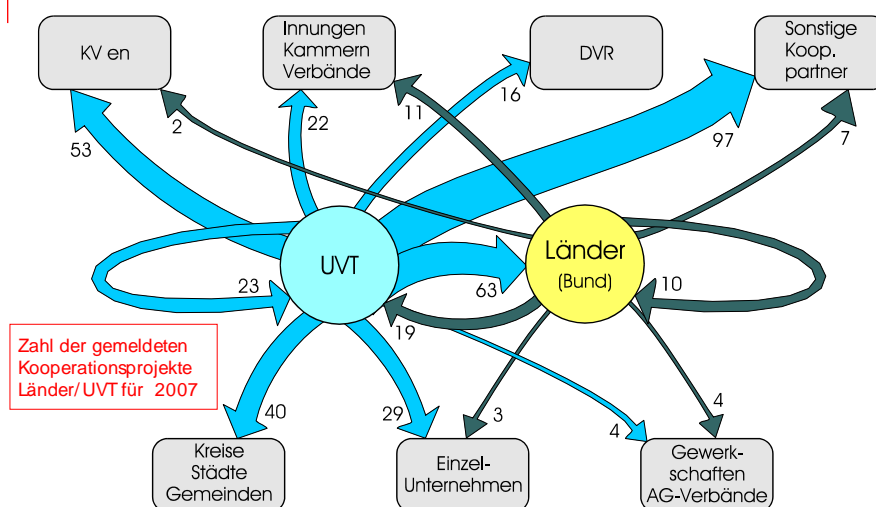 KV en
Innungen
Kammern
Verbände
DVR
Sonstige
Koop.
partner
53
2
22
11
16
97
7
UVT
Länder
(Bund)
23
63
10
19
Zahl der gemeldeten
Kooperationsprojekte
Länder/UVT für 2007
40
29
3
4
4
Kreise
Städte
Gemeinden
Einzel-
Unternehmen
Gewerk-
schaften
AG-Verbände